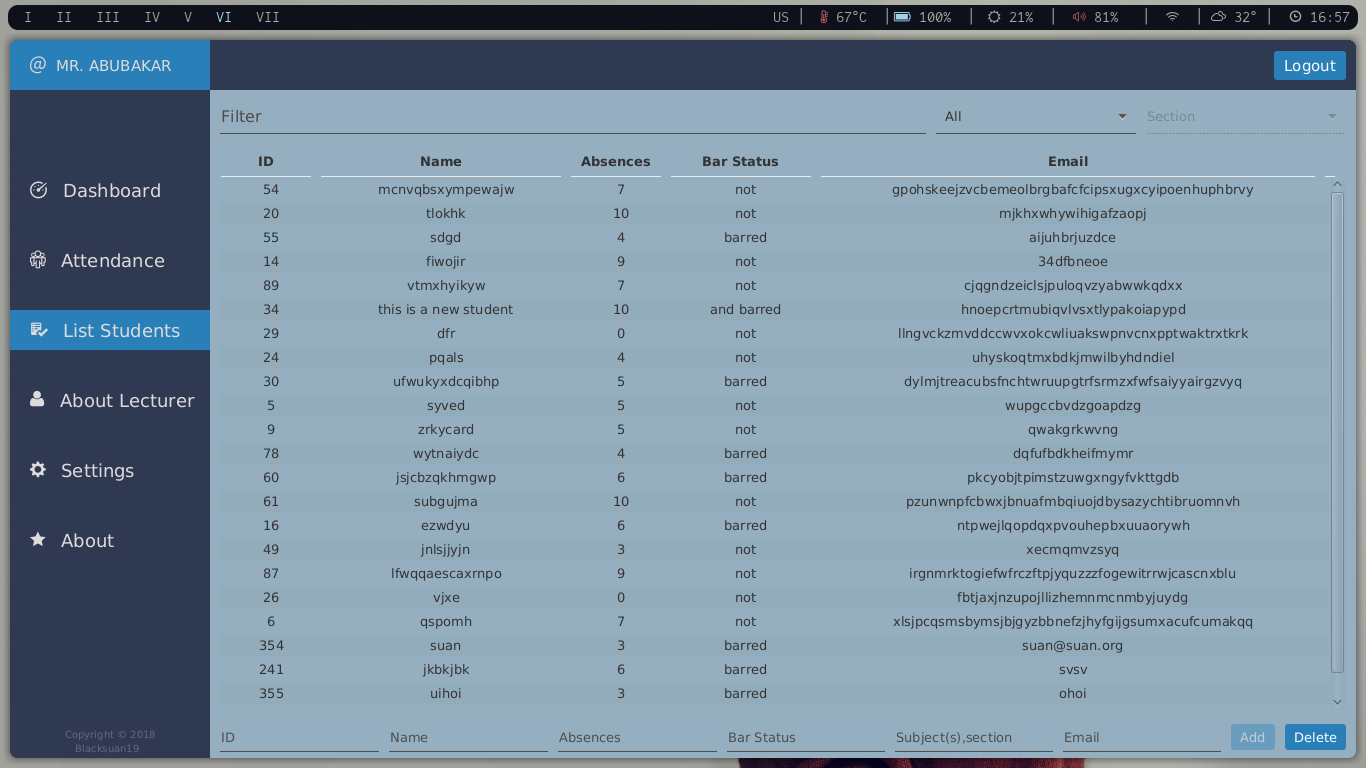 I II III IV V VI VII US 67°C 100% 21% 81% 32° 16:57
@ MR. ABUBAKAR Logout
Filter All Section
ID Name Absences Bar Status Email
54 mcnvqbsxympewajw 7 not gpohskeejzvcbemeolbrgbafcfcipsxugxcyipoenhuphbrvy
20 tlokhk 10 not mjkhxwhywihigafzaopj
55 sdgd 4 barred aijuhbrjuzdce
14 fiwojir 9 not 34dfbneoe
89 vtmxhyikyw 7 not cjqgndzeiclsjpuloqvzyabwwkqdxx
34 this is a new student 10 and barred hnoepcrtmubiqvlvsxtlypakoiapypd
29 dfr 0 not llngvckzmvddccwvxokcwliuakswpnvcnxpptwaktrxtkrk
24 pqals 4 not uhyskoqtmxbdkjmwilbyhdndiel
30 ufwukyxdcqibhp 5 barred dylmjtreacubsfnchtwruupgtrfsrmzxfwfsaiyyairgzvyq
5 syved 5 not wupgccbvdzgoapdzg
9 zrkycard 5 not qwakgrkwvng
78 wytnaiydc 4 barred dqfufbdkheifmymr
60 jsjcbzqkhmgwp 6 barred pkcyobjtpimstzuwgxngyfvkttgdb
61 subgujma 10 not pzunwnpfcbwxjbnuafmbqiuojdbysazychtibruomnvh
16 ezwdyu 6 barred ntpwejlqopdqxpvouhepbxuuaorywh
49 jnlsjjyjn 3 not xecmqmvzsyq
87 lfwqqaescaxrnpo 9 not irgnmrktogiefwfrczftpjyquzzzfogewitrrwjcascnxblu
26 vjxe 0 not fbtjaxjnzupojllizhemnmcnmbyjuydg
6 qspomh 7 not xlsjpcqsmsbymsjbjgyzbbnefzjhyfgijgsumxacufcumakqq
354 suan 3 barred suan@suan.org
241 jkbkjbk 6 barred svsv
355 uihoi 3 barred ohoi
ID Name Absences Bar Status Subject(s),section Email Add Delete
Dashboard
Attendance
List Students
About Lecturer
Settings
About
Copyright © 2018
Blacksuan19